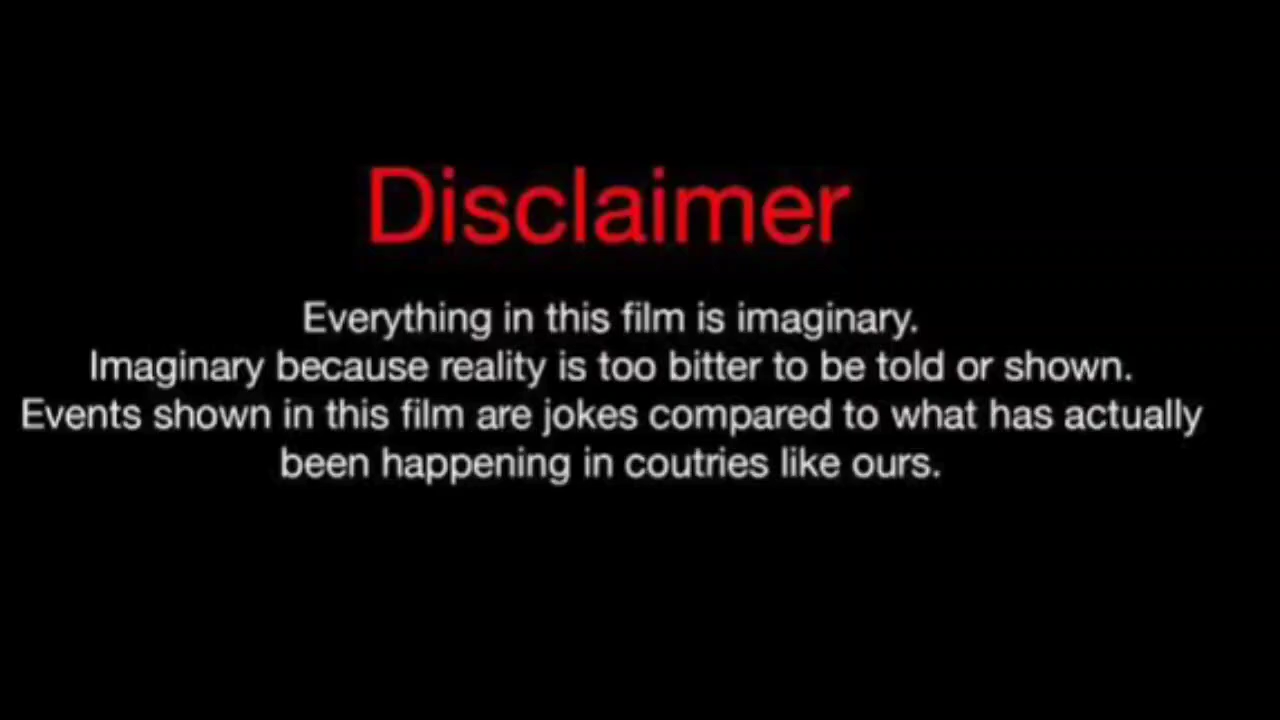 Disclaimer
Everything in this film is imaginary.
Imaginary because reality is too bitter to be told or shown.
Events shown in this film are jokes compared to what has actually
been happening in coutries like ours.